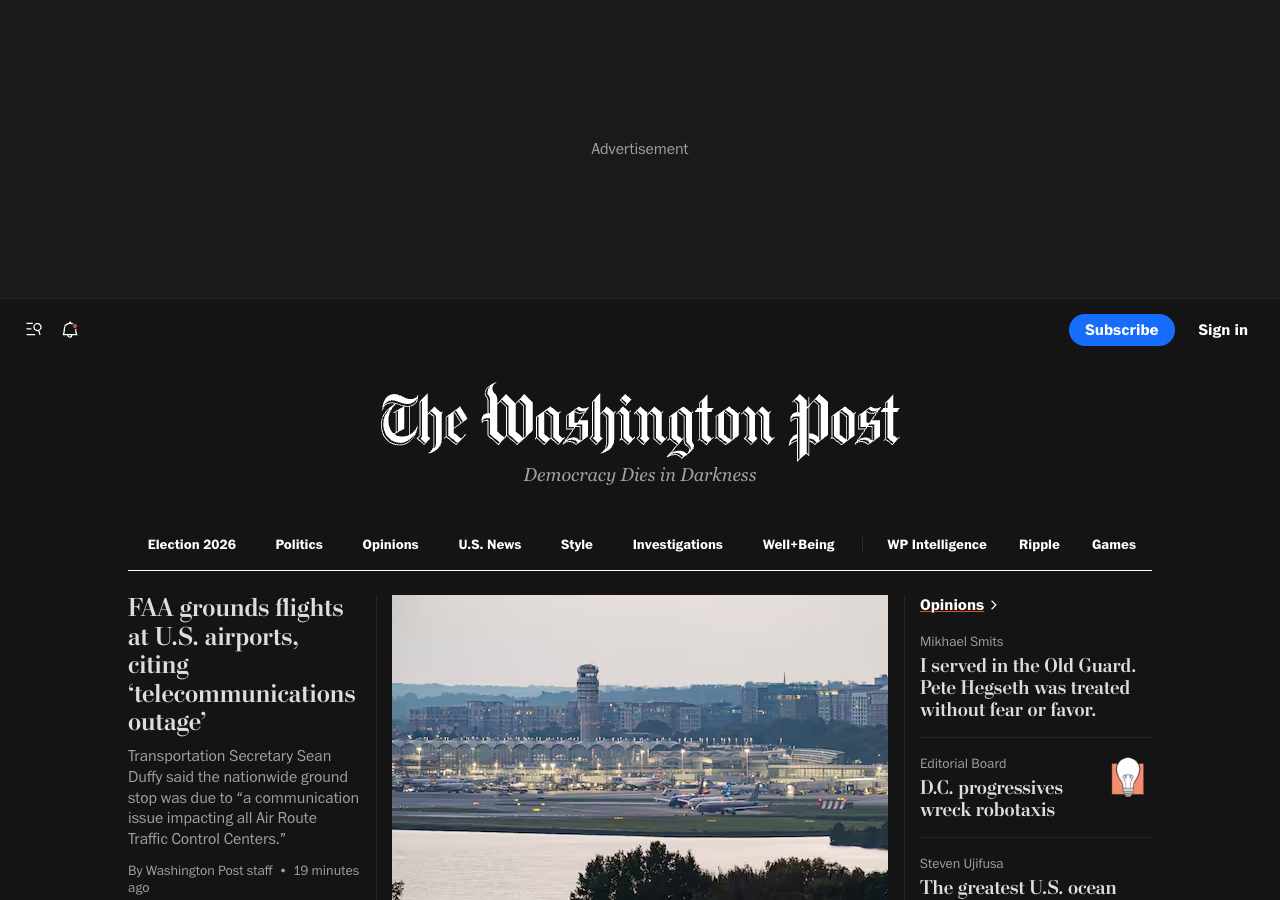 Advertisement
Subscribe
Sign in
The Washington Post
Democracy Dies in Darkness
Election 2026
Politics
Opinions
U.S. News
Style
Investigations
Well+Being
WP Intelligence
Ripple
Games
FAA grounds flights
at U.S. airports,
citing
‘telecommunications
outage’
Transportation Secretary Sean
Duffy said the nationwide ground
stop was due to “a communication
issue impacting all Air Route
Traffic Control Centers.”
By Washington Post staff • 19 minutes
ago
Opinions
Mikhael Smits
I served in the Old Guard.
Pete Hegseth was treated
without fear or favor.
Editorial Board
D.C. progressives
wreck robotaxis
Steven Ujifusa
The greatest U.S. ocean